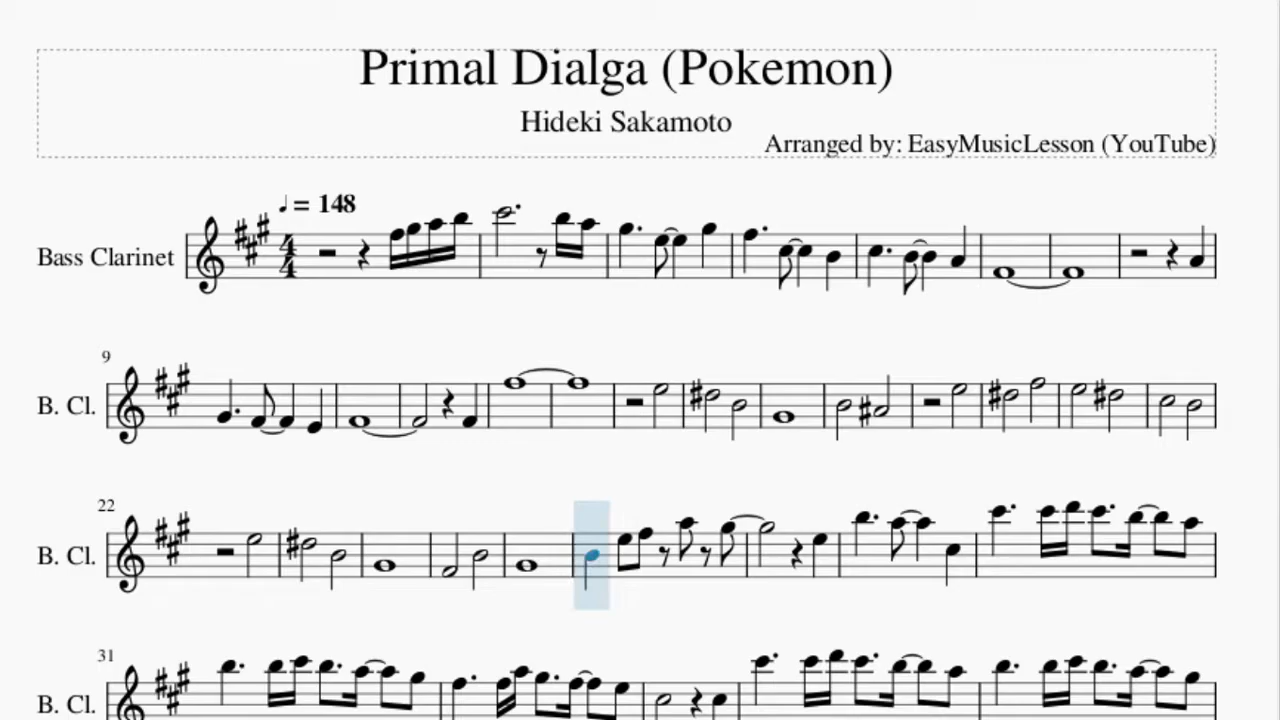 Primal Dialga (Pokemon)
Hideki Sakamoto
Arranged by: EasyMusicLesson (YouTube)
♩ = 148
Bass Clarinet
4
4
9
B. Cl.
22
B. Cl.
31
B. Cl.